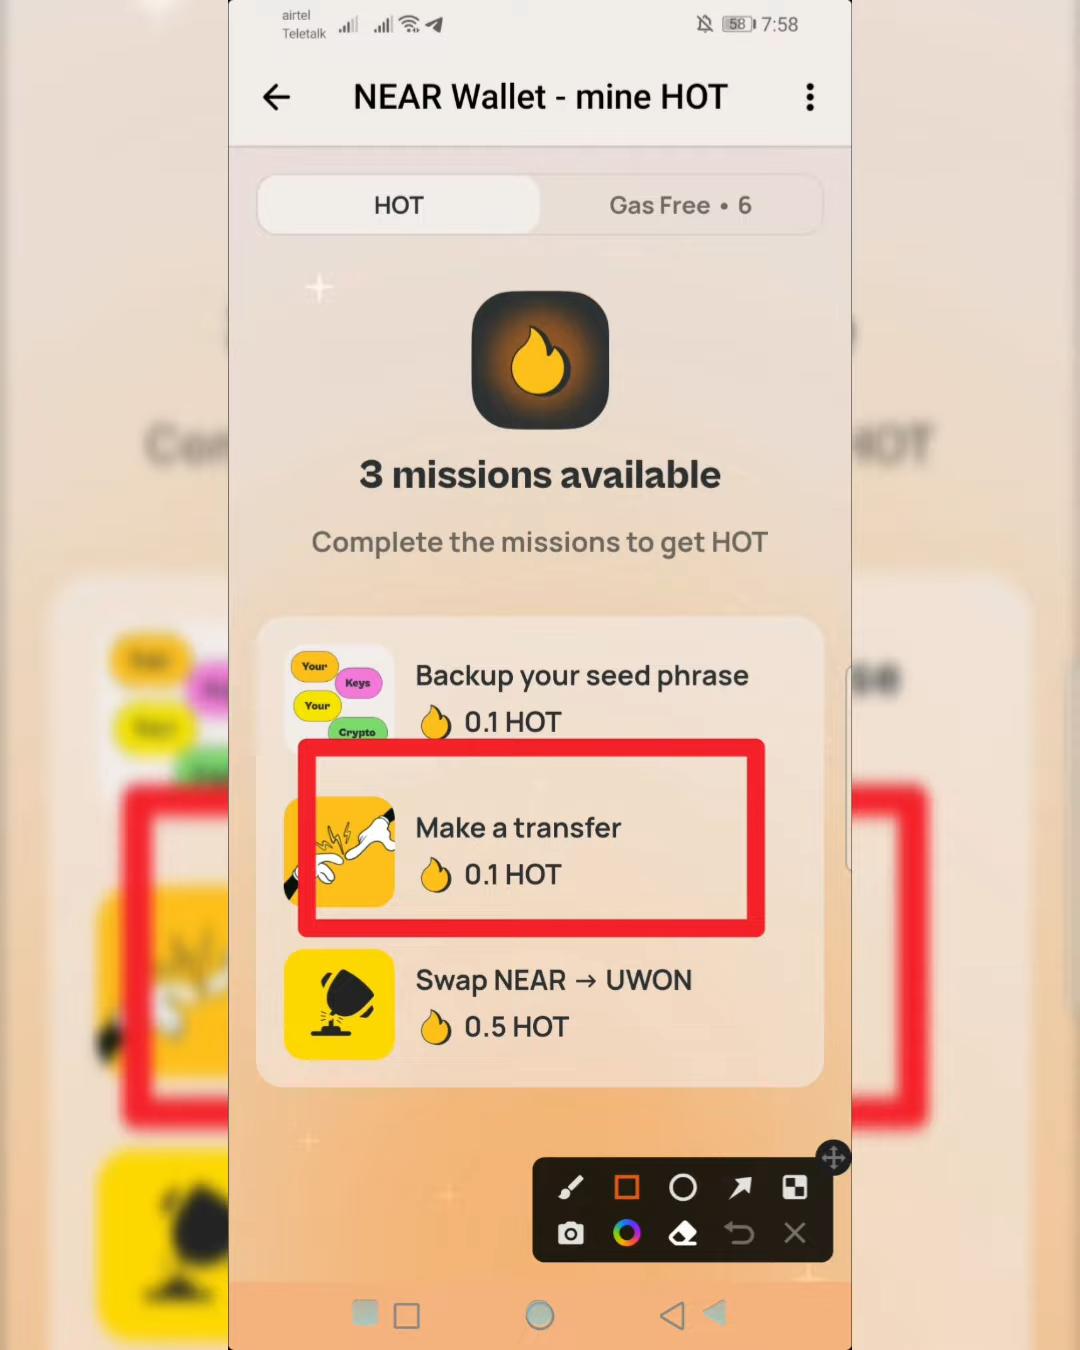 airtel
Teletalk
58 7:58
NEAR Wallet - mine HOT
HOT
Gas Free • 6
3 missions available
Complete the missions to get HOT
Your
Keys
Your
Crypto
Backup your seed phrase
0.1 HOT
Make a transfer
0.1 HOT
Swap NEAR → UWON
0.5 HOT